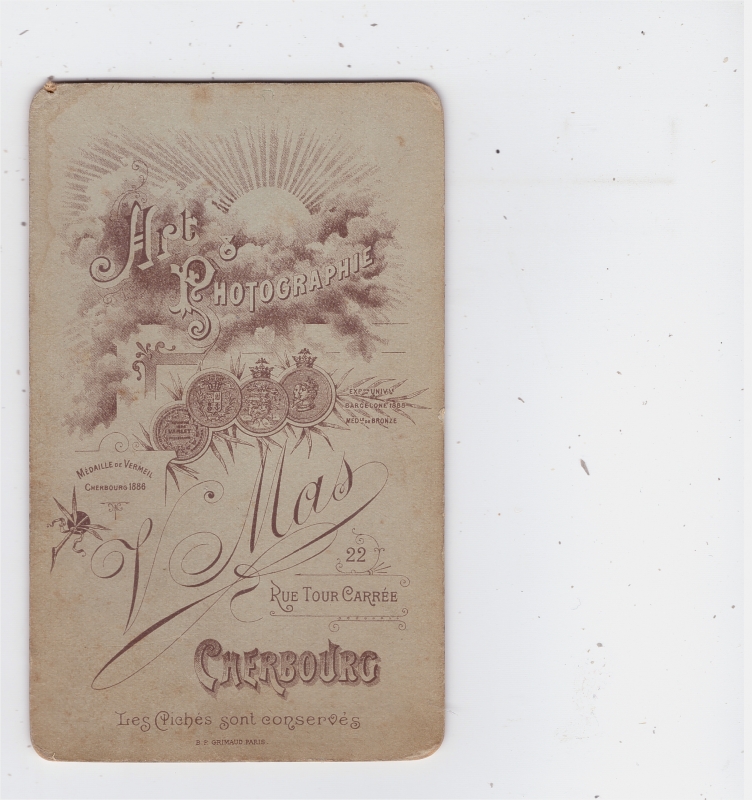 Art &
Photographie
Expon Univle
Barcelone 1888
Medlle de Bronze
Médaille de Vermeil
Cherbourg 1886
V Mas
22
Rue Tour Carrée
Cherbourg
Les Clichés sont conservés
B.P. Grimaud Paris.